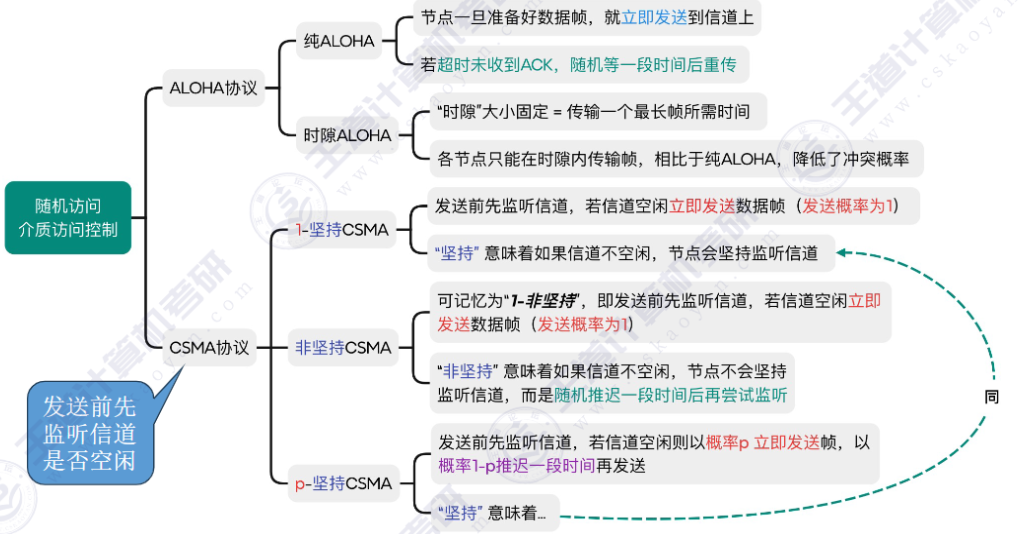 节点一旦准备好数据帧，就立即发送到信道上
纯ALOHA
若超时未收到ACK，随机等一段时间后重传
ALOHA协议
“时隙”大小固定 = 传输一个最长帧所需时间
时隙ALOHA
各节点只能在时隙内传输帧，相比于纯ALOHA，降低了冲突概率
随机访问
介质访问控制
发送前先监听信道，若信道空闲立即发送数据帧（发送概率为1）
1-坚持CSMA
“坚持” 意味着如果信道不空闲，节点会坚持监听信道
可记忆为“1-非坚持”，即发送前先监听信道，若信道空闲立即
发送数据帧（发送概率为1）
CSMA协议
非坚持CSMA
“非坚持” 意味着如果信道不空闲，节点不会坚持
监听信道，而是随机推迟一段时间后再尝试监听
同
发送前先
监听信道
是否空闲
发送前先监听信道，若信道空闲则以概率p 立即发送帧，以
概率1-p推迟一段时间再发送
p-坚持CSMA
“坚持” 意味着...
王道计算机考研
www.cskaoyan.com